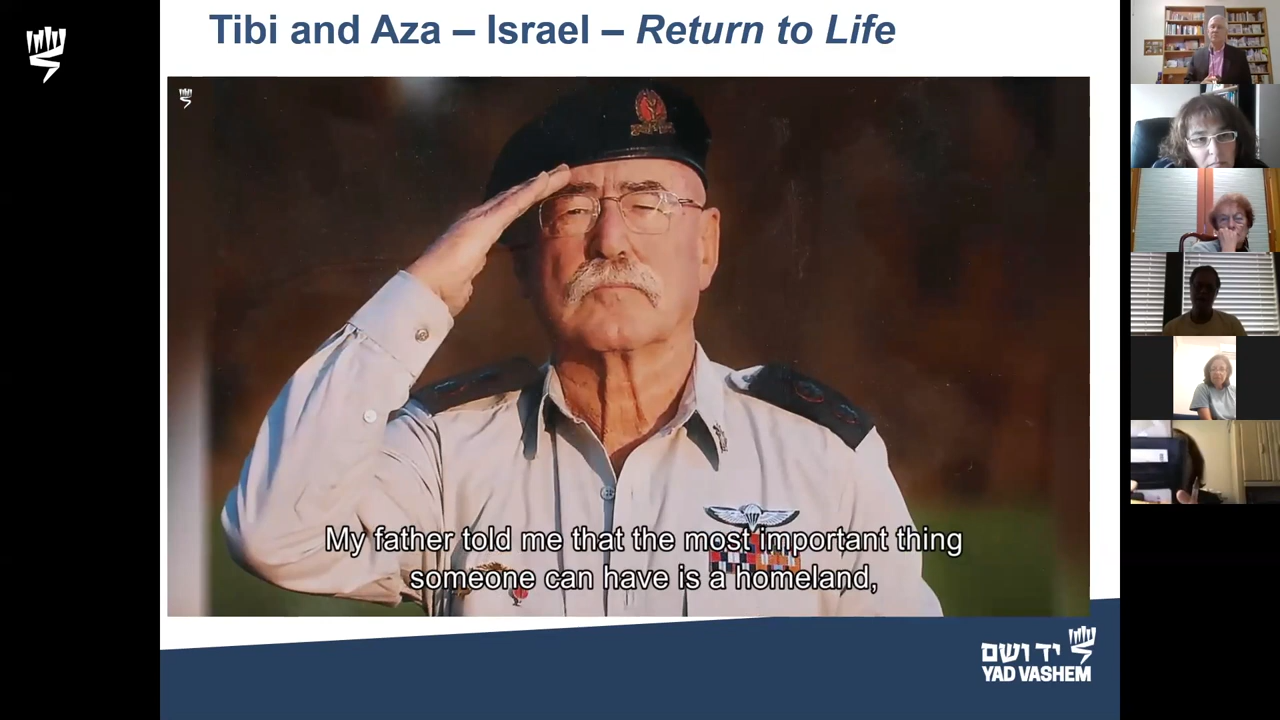 Tibi and Aza – Israel – Return to Life
My father told me that the most important thing
someone can have is a homeland,
יד ושם
YAD VASHEM